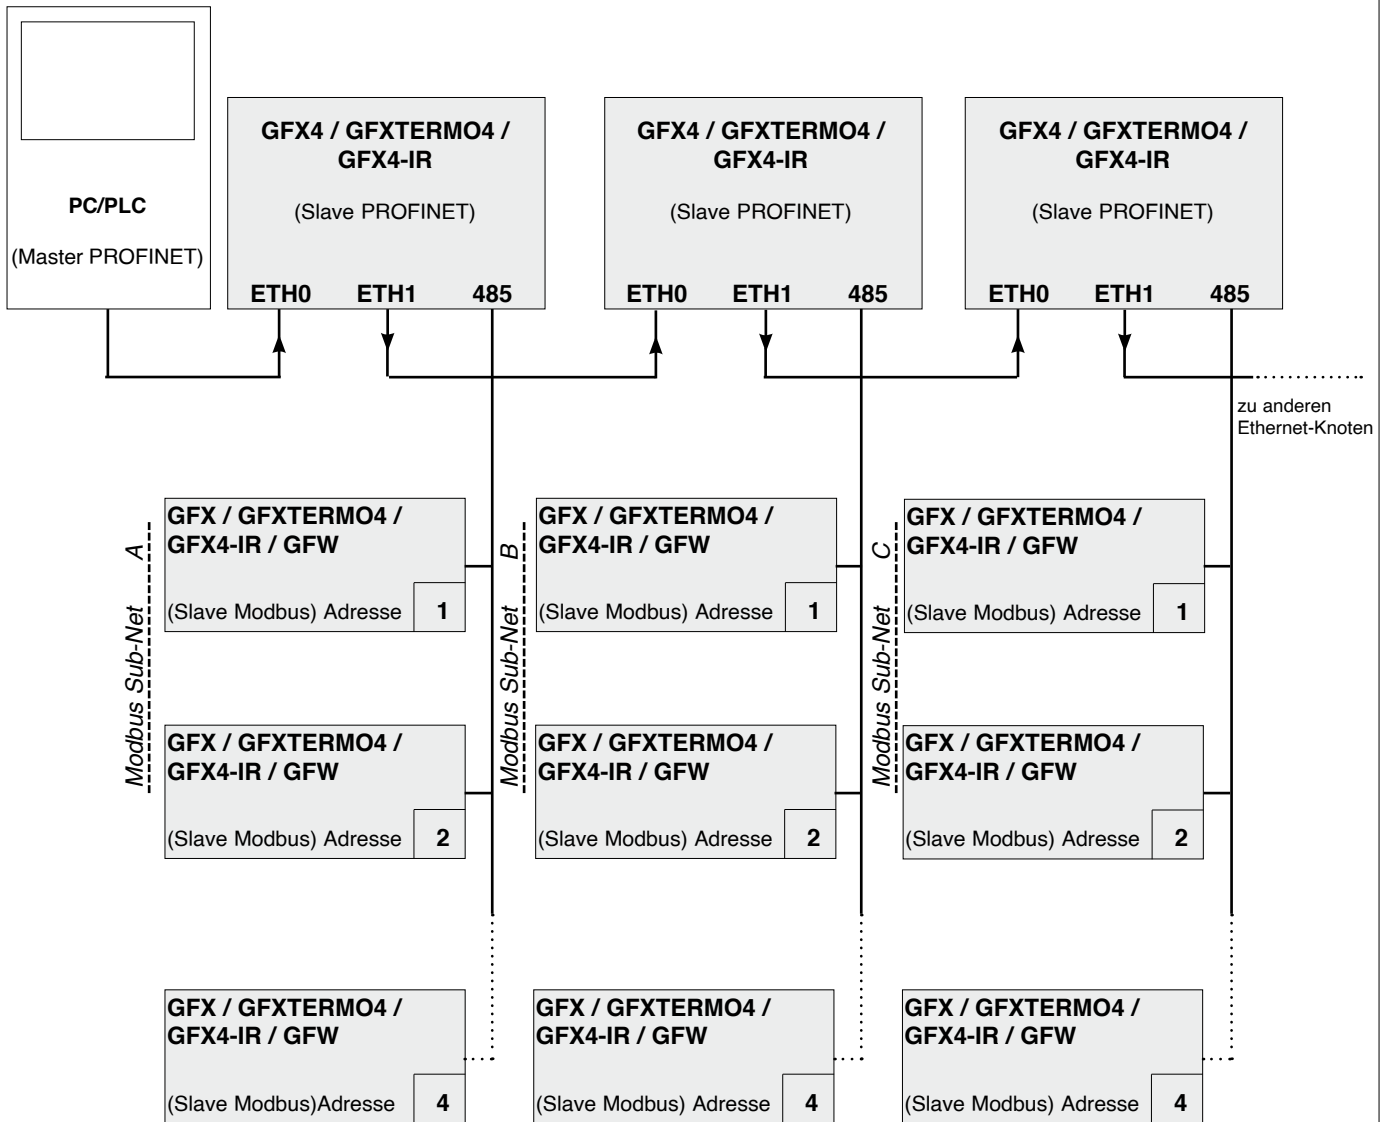 PC/PLC
(Master PROFINET)
GFX4 / GFXTERMO4 /
GFX4-IR
(Slave PROFINET)
ETH0 ETH1 485
GFX4 / GFXTERMO4 /
GFX4-IR
(Slave PROFINET)
ETH0 ETH1 485
GFX4 / GFXTERMO4 /
GFX4-IR
(Slave PROFINET)
ETH0 ETH1 485
zu anderen
Ethernet-Knoten
Modbus Sub-Net A
GFX / GFXTERMO4 /
GFX4-IR / GFW
(Slave Modbus) Adresse 1
GFX / GFXTERMO4 /
GFX4-IR / GFW
(Slave Modbus) Adresse 2
GFX / GFXTERMO4 /
GFX4-IR / GFW
(Slave Modbus)Adresse 4
Modbus Sub-Net B
GFX / GFXTERMO4 /
GFX4-IR / GFW
(Slave Modbus) Adresse 1
GFX / GFXTERMO4 /
GFX4-IR / GFW
(Slave Modbus) Adresse 2
GFX / GFXTERMO4 /
GFX4-IR / GFW
(Slave Modbus) Adresse 4
Modbus Sub-Net C
GFX / GFXTERMO4 /
GFX4-IR / GFW
(Slave Modbus) Adresse 1
GFX / GFXTERMO4 /
GFX4-IR / GFW
(Slave Modbus) Adresse 2
GFX / GFXTERMO4 /
GFX4-IR / GFW
(Slave Modbus) Adresse 4